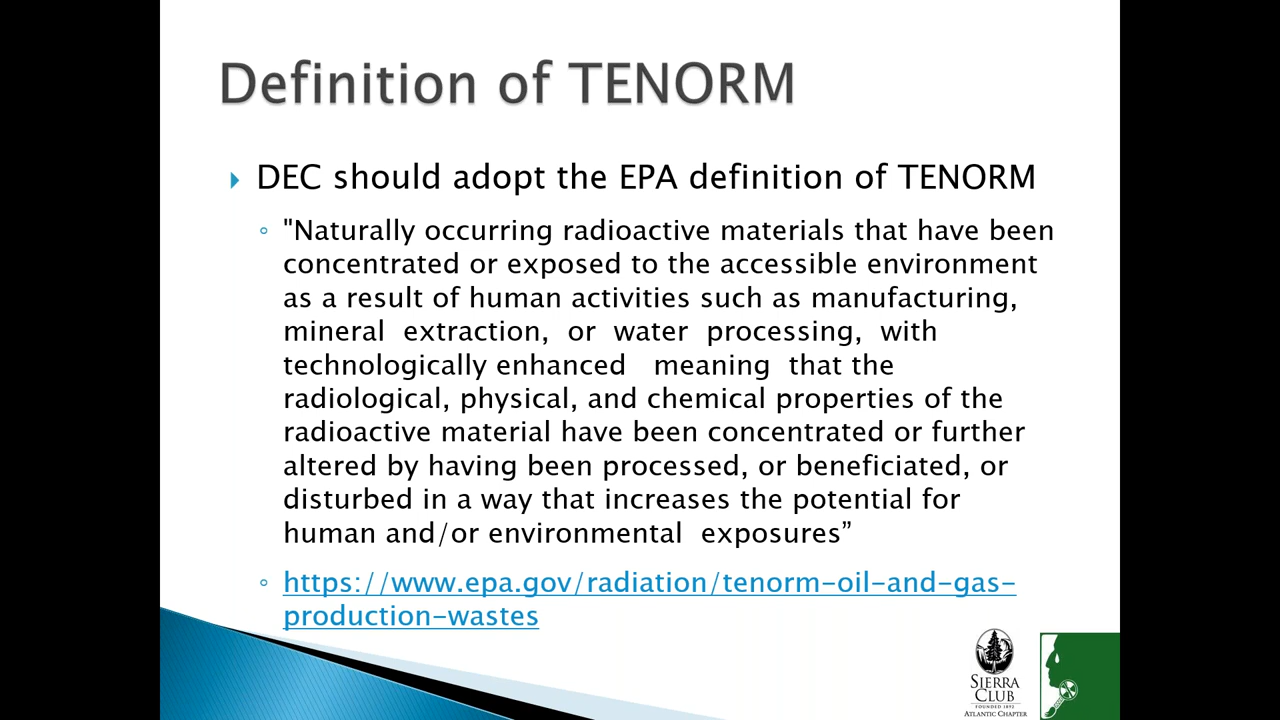 Definition of TENORM
DEC should adopt the EPA definition of TENORM
"Naturally occurring radioactive materials that have been
concentrated or exposed to the accessible environment
as a result of human activities such as manufacturing,
mineral extraction, or water processing, with
technologically enhanced meaning that the
radiological, physical, and chemical properties of the
radioactive material have been concentrated or further
altered by having been processed, or beneficiated, or
disturbed in a way that increases the potential for
human and/or environmental exposures”
https://www.epa.gov/radiation/tenorm-oil-and-gas-
production-wastes
SIERRA
CLUB
FOUNDED 1892
ATLANTIC CHAPTER